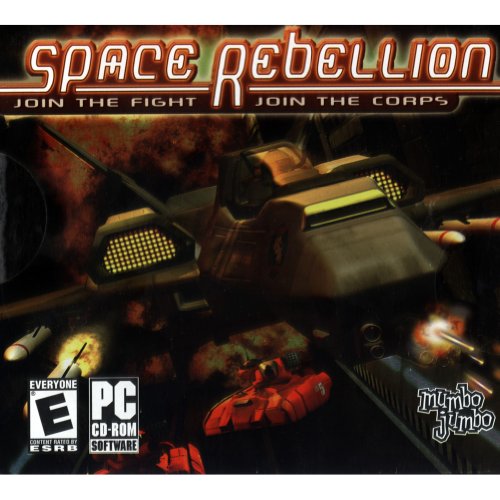 SPACE REBELLION
JOIN THE FIGHT JOIN THE CORPS
EVERYONE
E
CONTENT RATED BY
ESRB
PC
CD-ROM
SOFTWARE
mumbo
jumbo